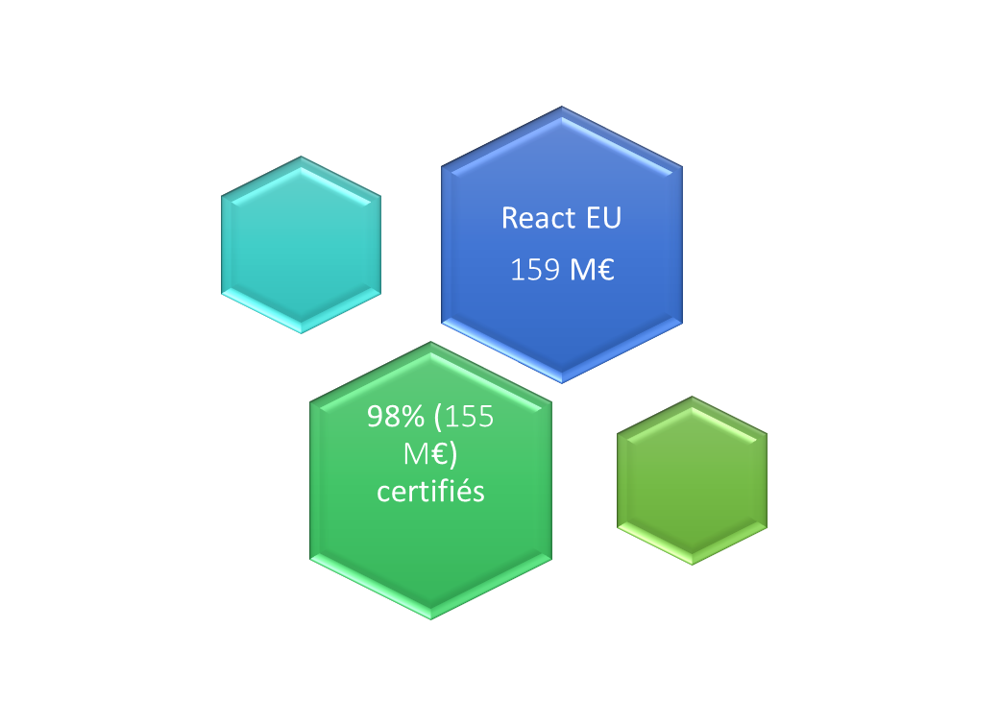 React EU
159 M€
98% (155
M€)
certifiés